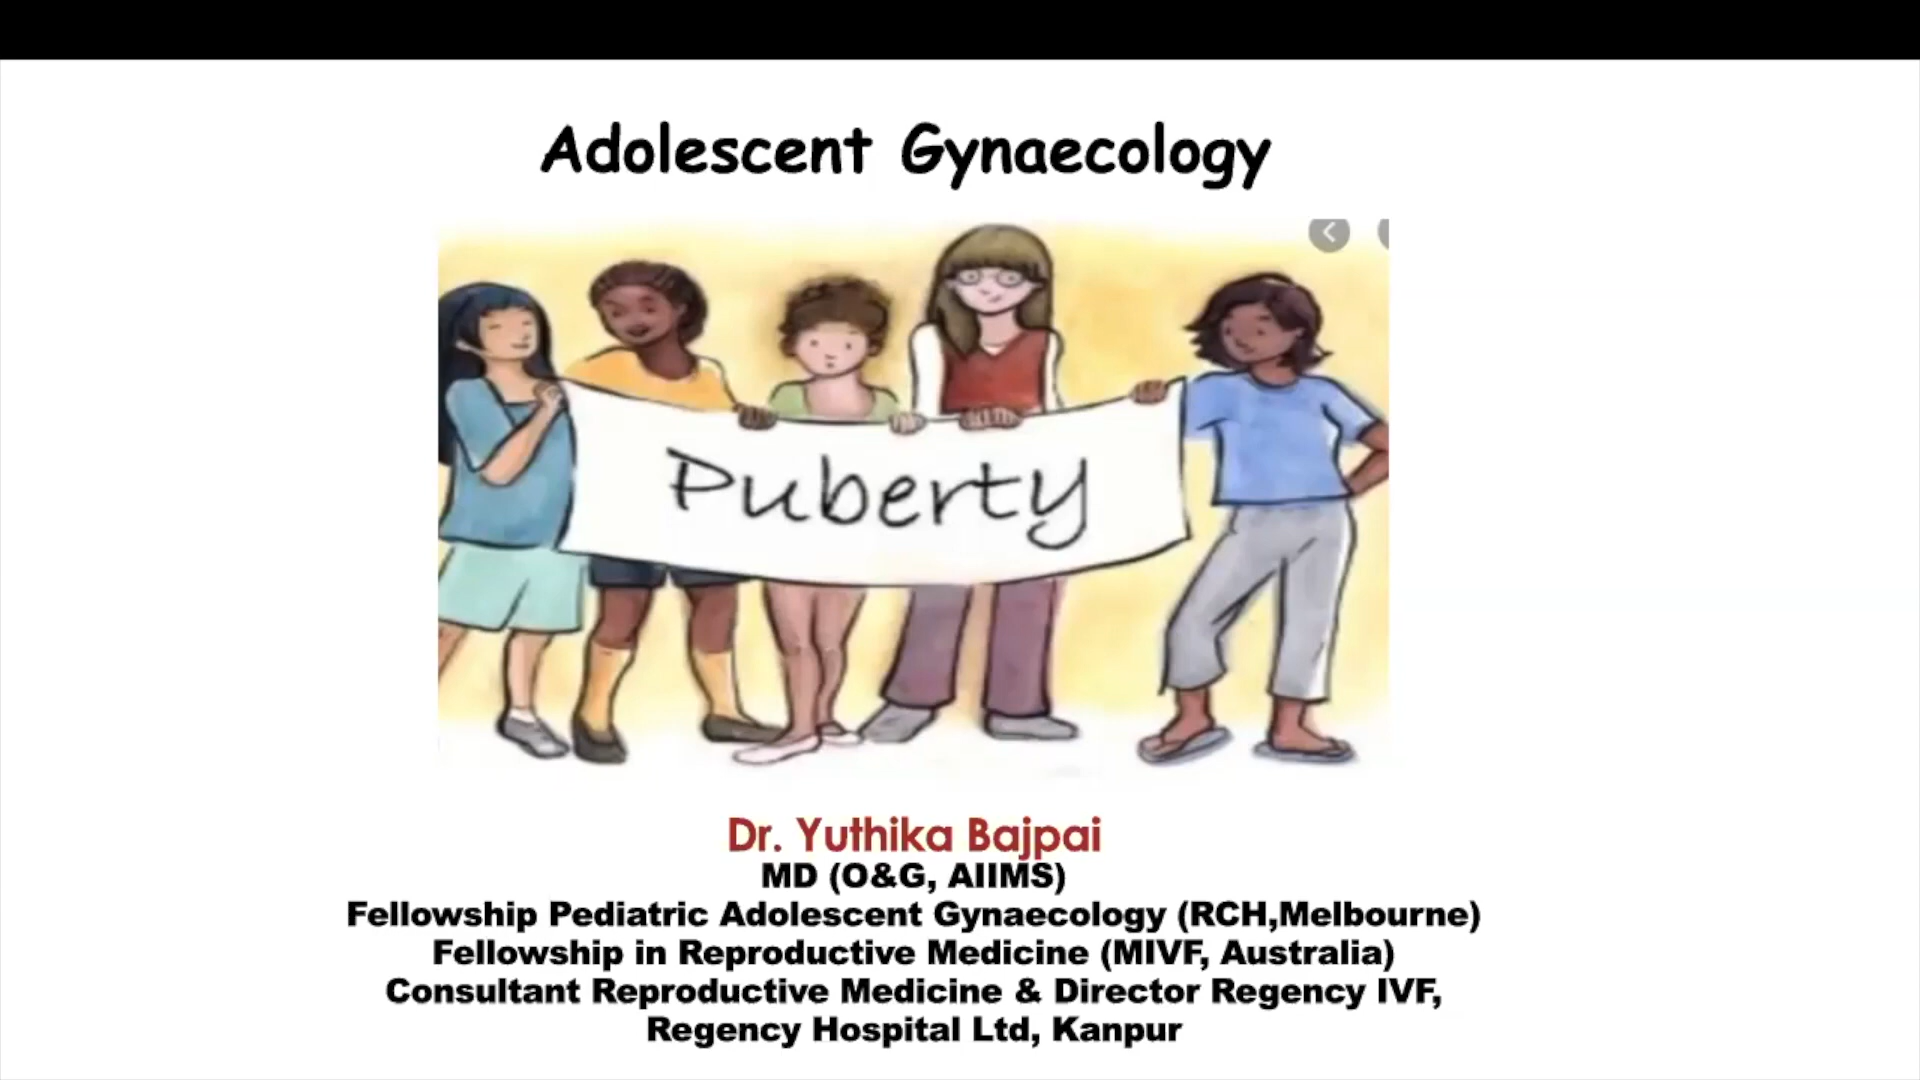 Adolescent Gynaecology
Puberty
Dr. Yuthika Bajpai
MD (O&G, AIIMS)
Fellowship Pediatric Adolescent Gynaecology (RCH,Melbourne)
Fellowship in Reproductive Medicine (MIVF, Australia)
Consultant Reproductive Medicine & Director Regency IVF,
Regency Hospital Ltd, Kanpur